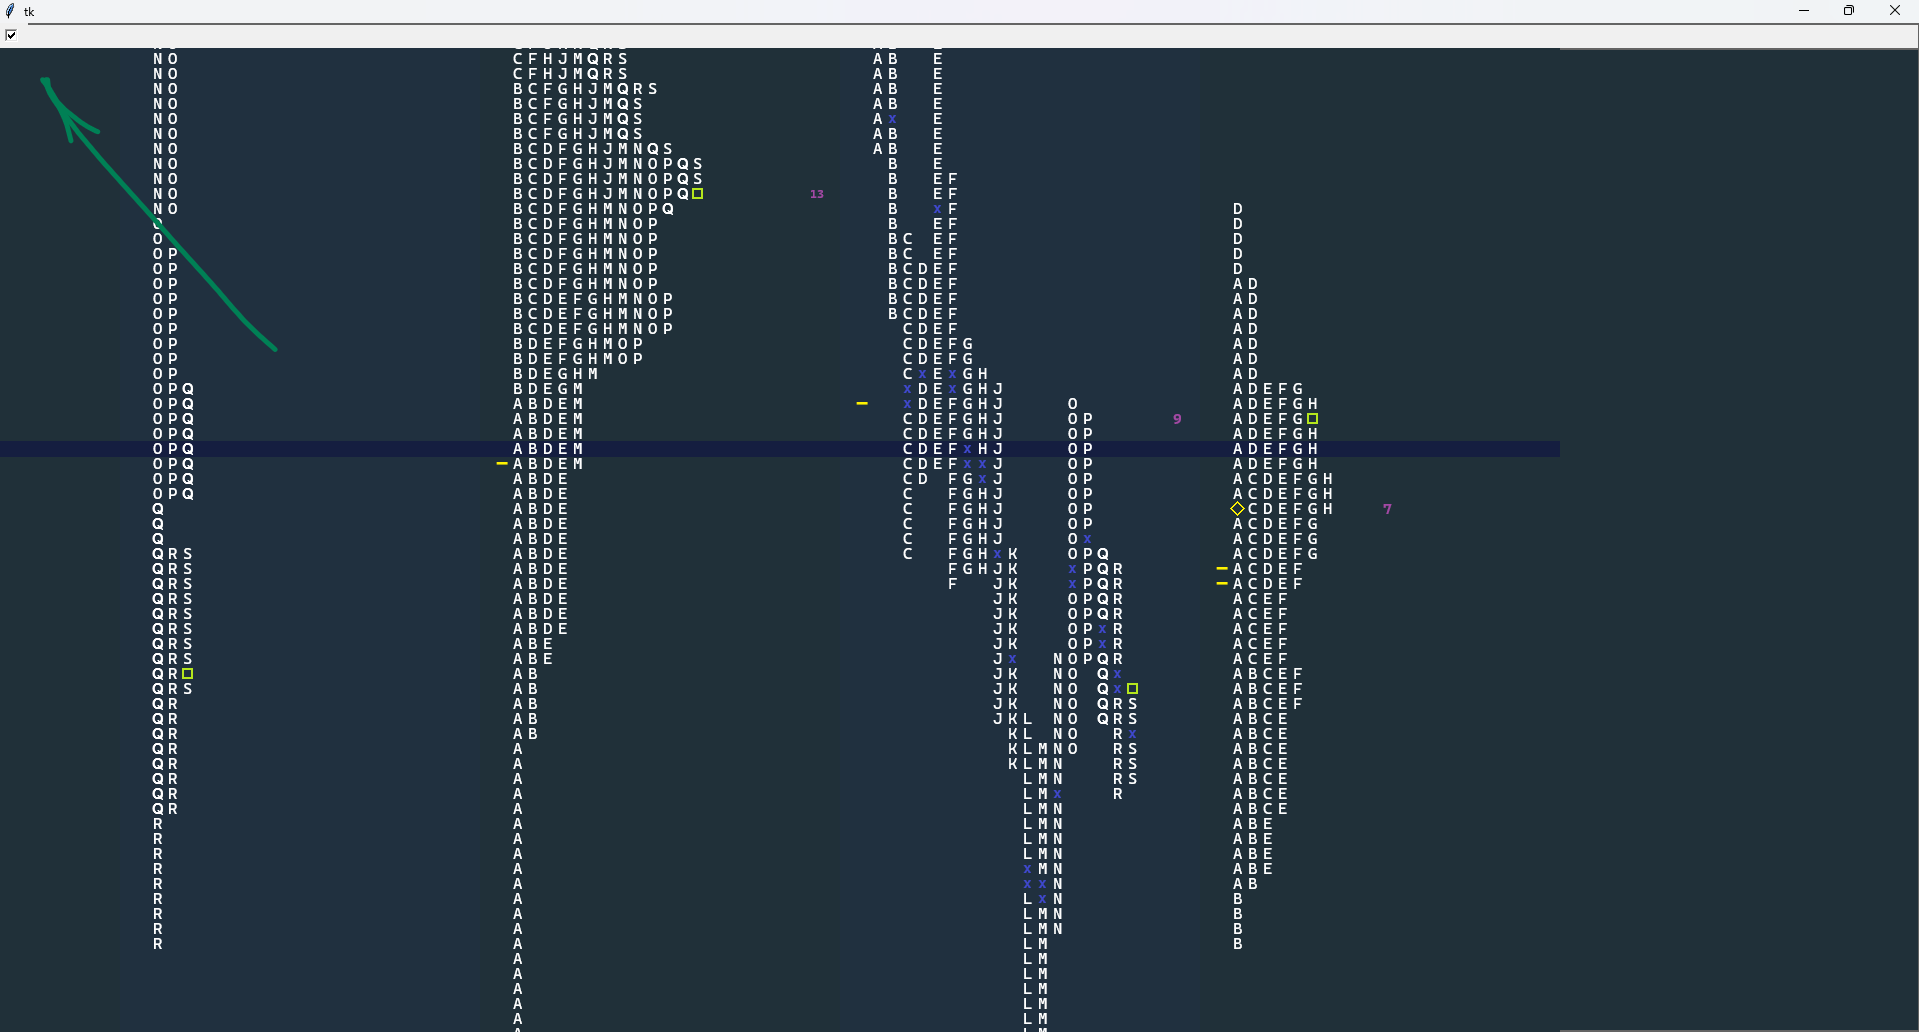 tk
N O C F H J M Q R S A B E
N O C F H J M Q R S A B E
N O B C F G H J M Q R S A B E
N O B C F G H J M Q S A B E
N O B C F G H J M Q S A x E
N O B C F G H J M Q S A B E
N O B C D F G H J M N Q S A B E
N O B C D F G H J M N O P Q S B E
N O B C D F G H J M N O P Q S B E F
N O B C D F G H J M N O P Q 13 B E F
N O B C D F G H M N O P Q B x F D
O B C D F G H M N O P B E F D
O B C D F G H M N O P B C E F D
O P B C D F G H M N O P B C E F D
O P B C D F G H M N O P B C D E F D
O P B C D F G H M N O P B C D E F A D
O P B C D E F G H M N O P B C D E F A D
O P B C D E F G H M N O P B C D E F A D
O P B C D E F G H M N O P C D E F A D
O P B D E F G H M O P C D E F G A D
O P B D E F G H M O P C D E F G A D
O P B D E G H M C x E x G H A D
O P Q B D E G M x D E x G H J A D E F G
O P Q A B D E M x D E F G H J O A D E F G H
O P Q A B D E M C D E F G H J O P 9 A D E F G
O P Q A B D E M C D E F G H J O P A D E F G H
O P Q A B D E M C D E F x H J O P A D E F G H
O P Q A B D E M C D E F x x J O P A D E F G H
O P Q A B D E C D F G x J O P A C D E F G H
O P Q A B D E C F G H J O P A C D E F G H
Q A B D E C F G H J O P C D E F G H 7
Q A B D E C F G H J O P A C D E F G
Q A B D E C F G H J O x A C D E F G
Q R S A B D E C F G H x K O P Q A C D E F G
Q R S A B D E F G H J K x P Q R A C D E F
Q R S A B D E F J K x P Q R A C D E F
Q R S A B D E J K O P Q R A C E F
Q R S A B D E J K O P Q R A C E F
Q R S A B D E J K O P x R A C E F
Q R S A B E J K O P x R A C E F
Q R S A B E J x N O P Q R A C E F
Q R A B J K N O Q x A B C E F
Q R S A B J K N O Q x A B C E F
Q R A B J K N O Q R S A B C E F
Q R A B J K L N O Q R S A B C E
Q R A B K L N O R x A B C E
Q R A K L M N O R S A B C E
Q R A K L M N R S A B C E
Q R A L M N R S A B C E
Q R A L M x R A B C E
Q R A L M N A B C E
R A L M N A B E
R A L M N A B E
R A L M N A B E
R A x M N A B E
R A x x N A B
R A L x N B
R A L M N B
R A L M N B
R A L M B
A L M
A L M
A L M
A L M
A L M